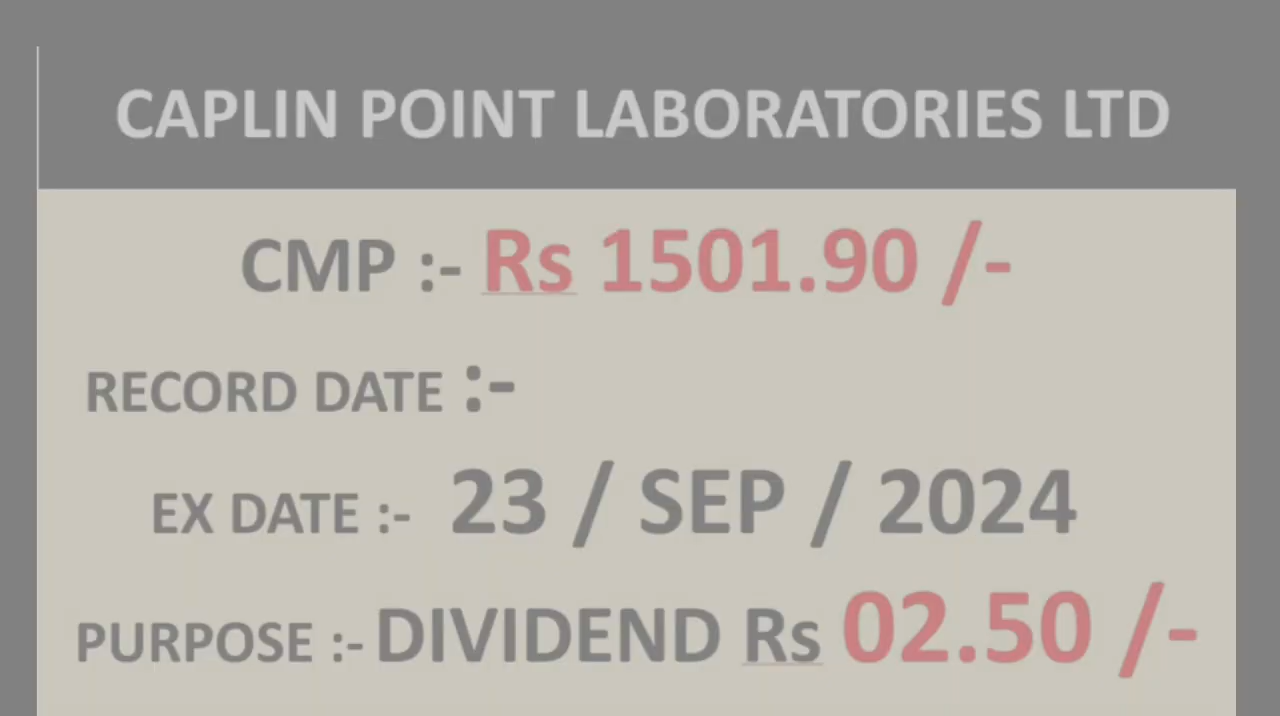 CAPLIN POINT LABORATORIES LTD
CMP :- Rs 1501.90 /-
RECORD DATE :-
EX DATE :- 23 / SEP / 2024
PURPOSE :- DIVIDEND Rs 02.50 /-